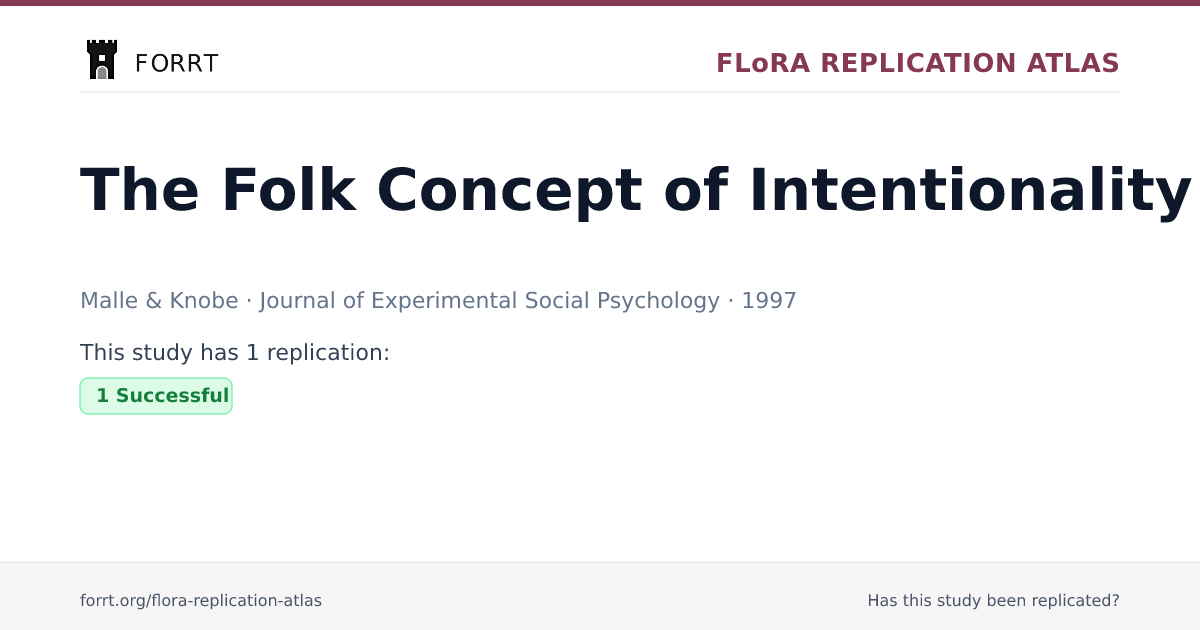 FORRT
FLoRA REPLICATION ATLAS
The Folk Concept of Intentionality
Malle & Knobe · Journal of Experimental Social Psychology · 1997
This study has 1 replication:
1 Successful
forrt.org/flora-replication-atlas
Has this study been replicated?